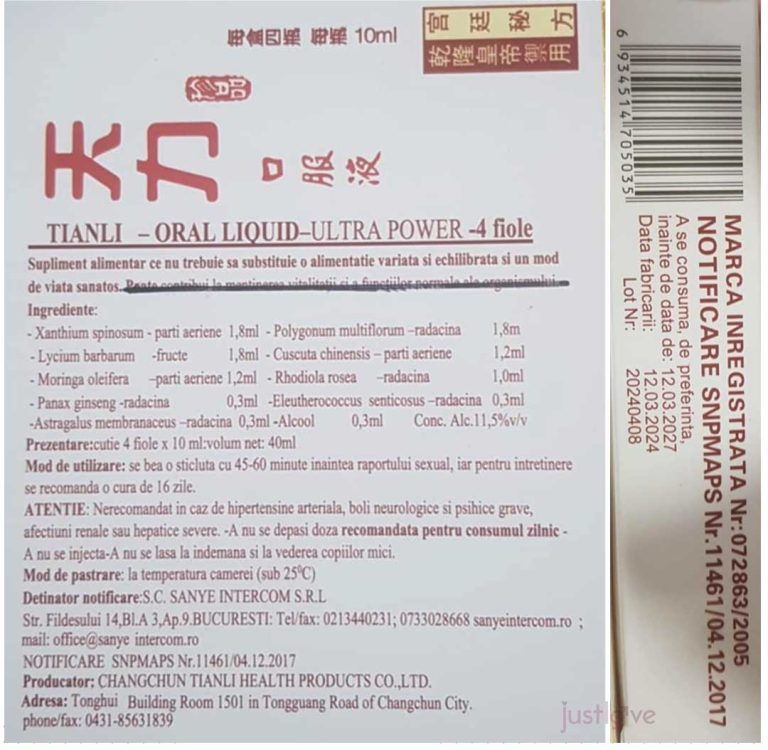 每盒四瓶 每瓶 10ml
宫廷秘方
乾隆皇帝御用
珍品
天力
口服液
TIANLI – ORAL LIQUID–ULTRA POWER -4 fiole
Supliment alimentar ce nu trebuie sa substituie o alimentatie variata si echilibrata si un mod
de viata sanatos. Poate contribui la mentinerea vitalitații si a funcțiilor normale ale organismului.
Ingrediente:
- Xanthium spinosum - parti aeriene 1,8ml - Polygonum multiflorum –radacina 1,8m
- Lycium barbarum -fructe 1,8ml - Cuscuta chinensis – parti aeriene 1,2ml
- Moringa oleifera –parti aeriene 1,2ml - Rhodiola rosea –radacina 1,0ml
- Panax ginseng -radacina 0,3ml -Eleutherococcus senticosus –radacina 0,3ml
-Astragalus membranaceus –radacina 0,3ml -Alcool 0,3ml Conc. Alc.11,5%v/v
Prezentare:cutie 4 fiole x 10 ml:volum net: 40ml
Mod de utilizare: se bea o sticluta cu 45-60 minute inaintea raportului sexual, iar pentru intretinere
se recomanda o cura de 16 zile.
ATENTIE: Nerecomandat in caz de hipertensine arteriala, boli neurologice si psihice grave,
afectiuni renale sau hepatice severe. -A nu se depasi doza recomandata pentru consumul zilnic -
A nu se injecta-A nu se lasa la indemana si la vederea copiilor mici.
Mod de pastrare: la temperatura camerei (sub 25⁰C)
Detinator notificare:S.C. SANYE INTERCOM S.R.L
Str. Fildesului 14,Bl.A 3,Ap.9.BUCURESTI: Tel/fax: 0213440231; 0733028668 sanyeintercom.ro ;
mail: office@sanye intercom.ro
NOTIFICARE SNPMAPS Nr.11461/04.12.2017
Producator: CHANGCHUN TIANLI HEALTH PRODUCTS CO.,LTD.
Adresa: Tonghui Building Room 1501 in Tongguang Road of Changchun City.
phone/fax: 0431-85631839
6 934514 705035
MARCA INREGISTRATA Nr:072863/2005
NOTIFICARE SNPMAPS Nr.11461/04.12.2017
A se consuma, de preferinta,
inainte de data de: 12.03.2027
Data fabricarii: 12.03.2024
Lot Nr: 20240408
justlove